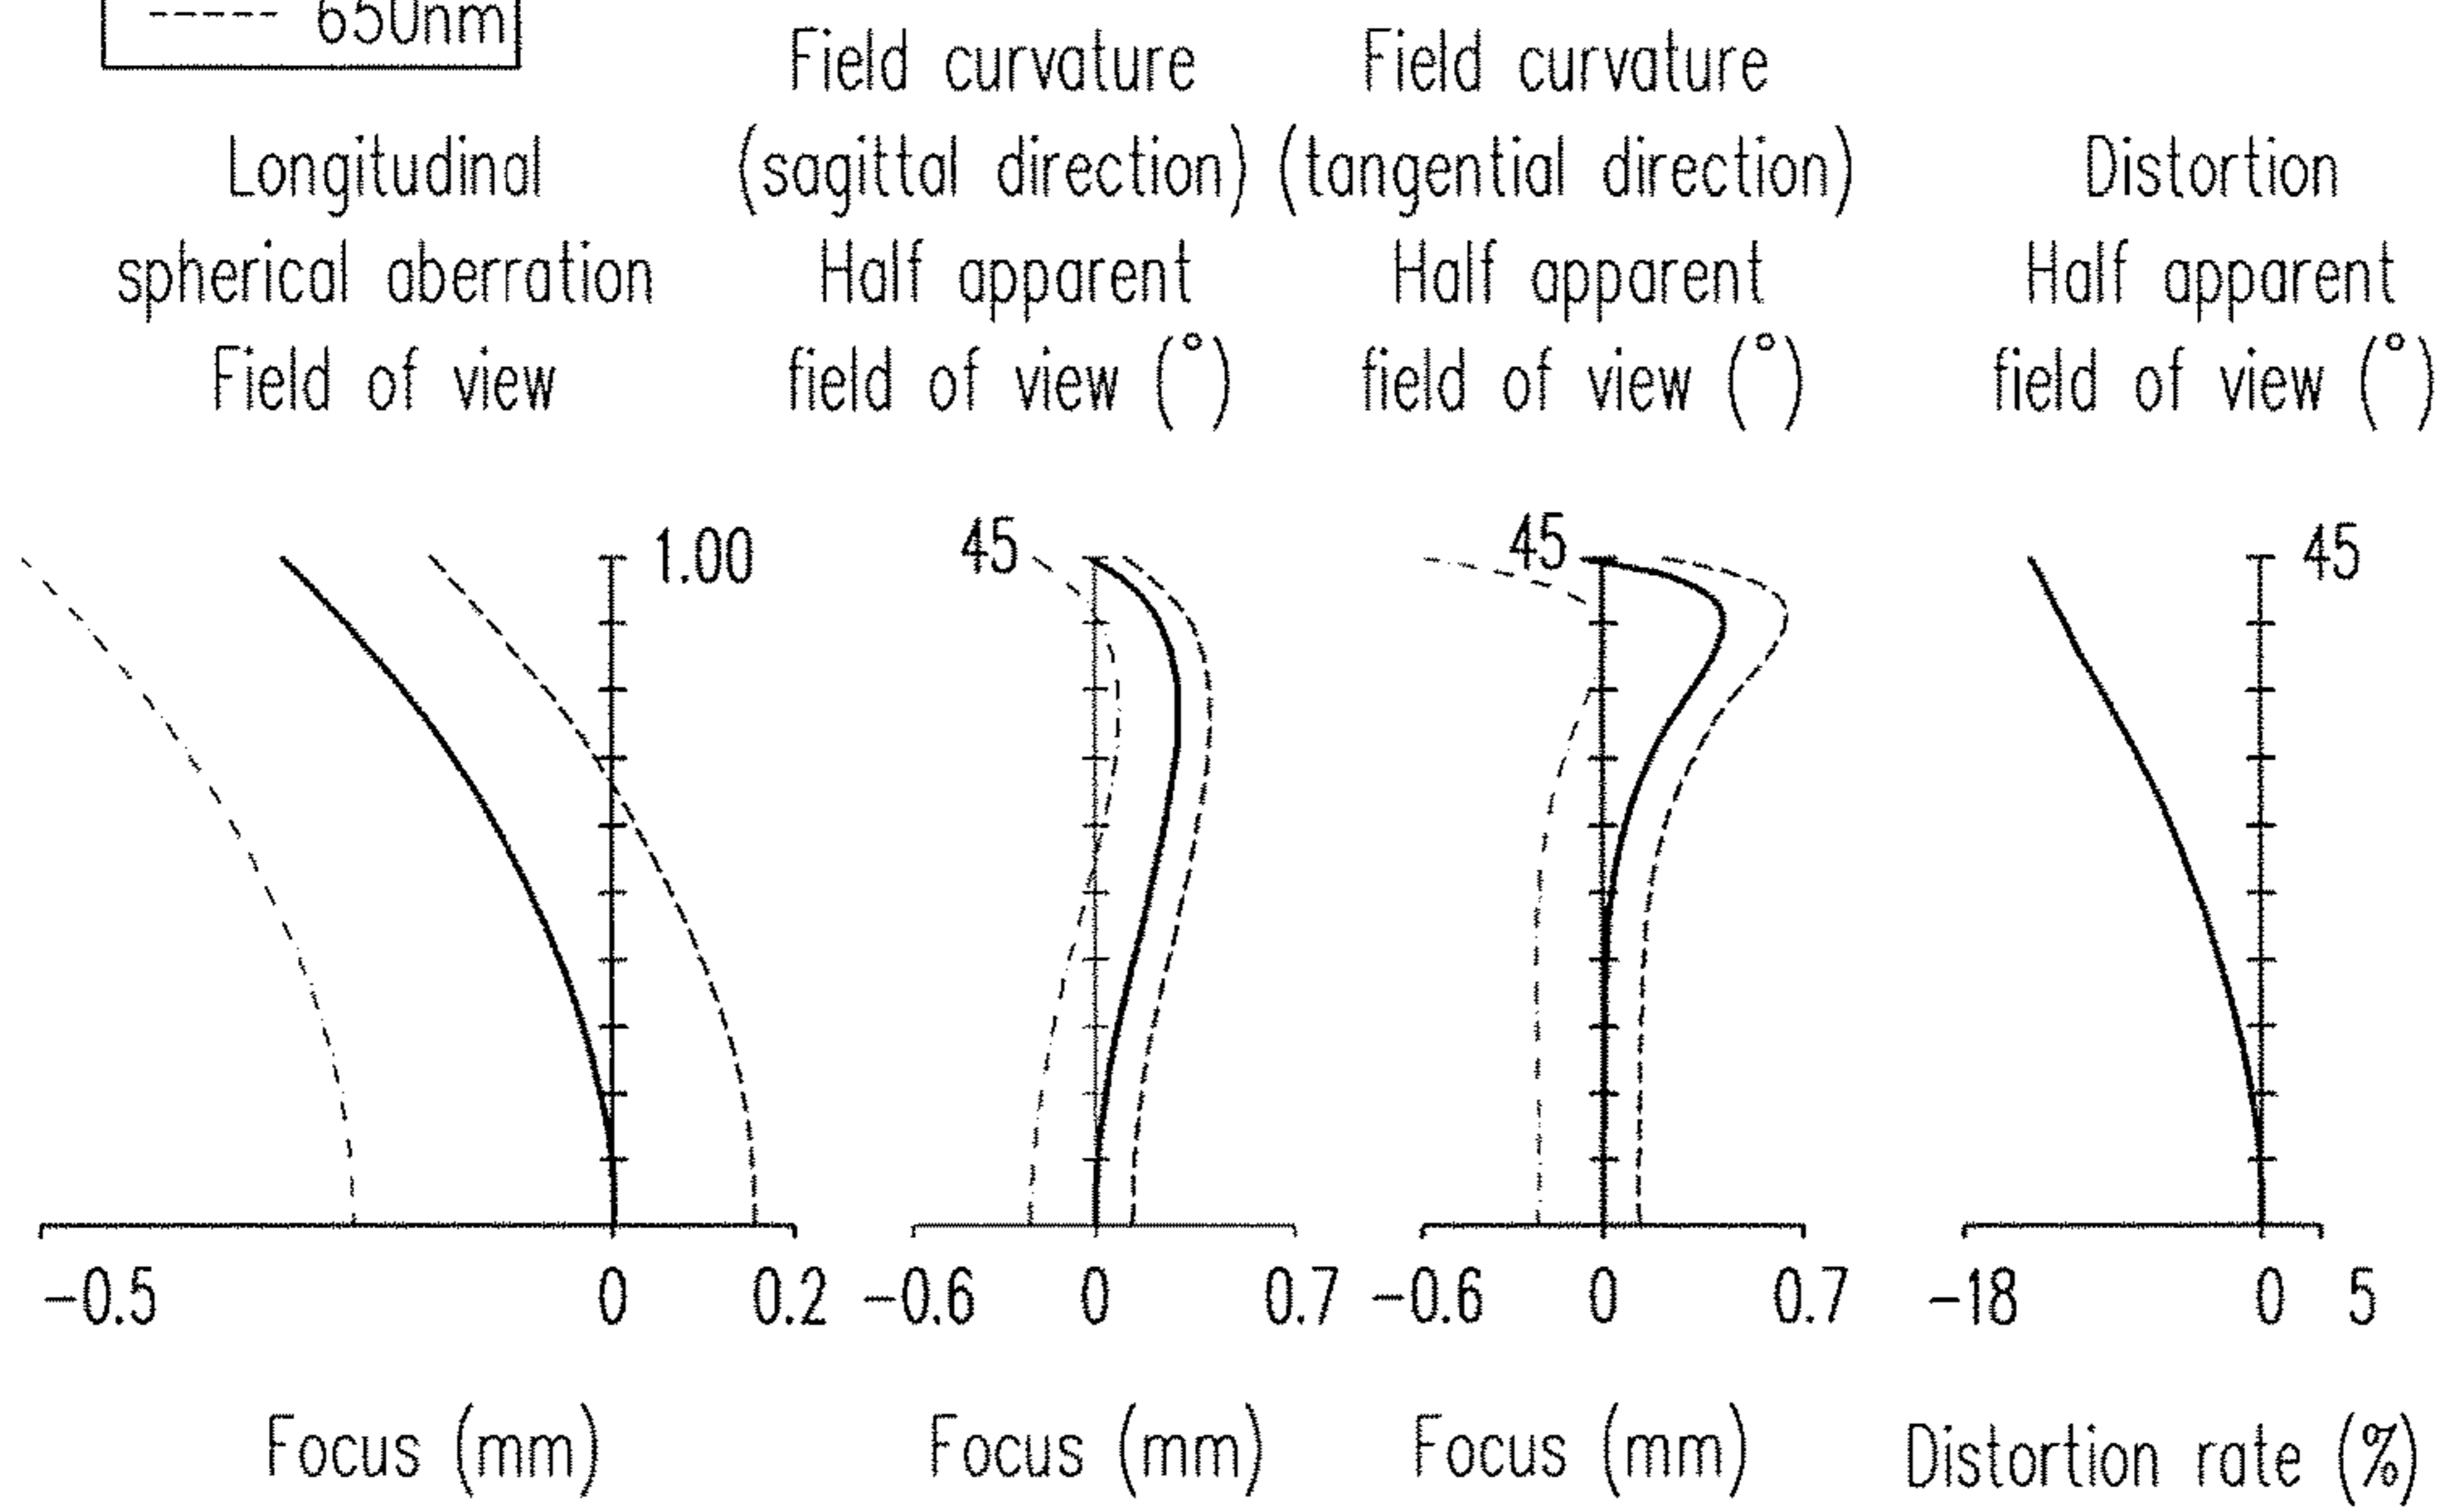 650nm
Longitudinal
spherical aberration
Field of view
Field curvature
(sagittal direction)
Half apparent
field of view (°)
Field curvature
(tangential direction)
Half apparent
field of view (°)
Distortion
Half apparent
field of view (°)
1.00
45
45
45
-0.5 0 0.2
-0.6 0 0.7
-0.6 0 0.7
-18 0 5
Focus (mm)
Focus (mm)
Focus (mm)
Distortion rate (%)